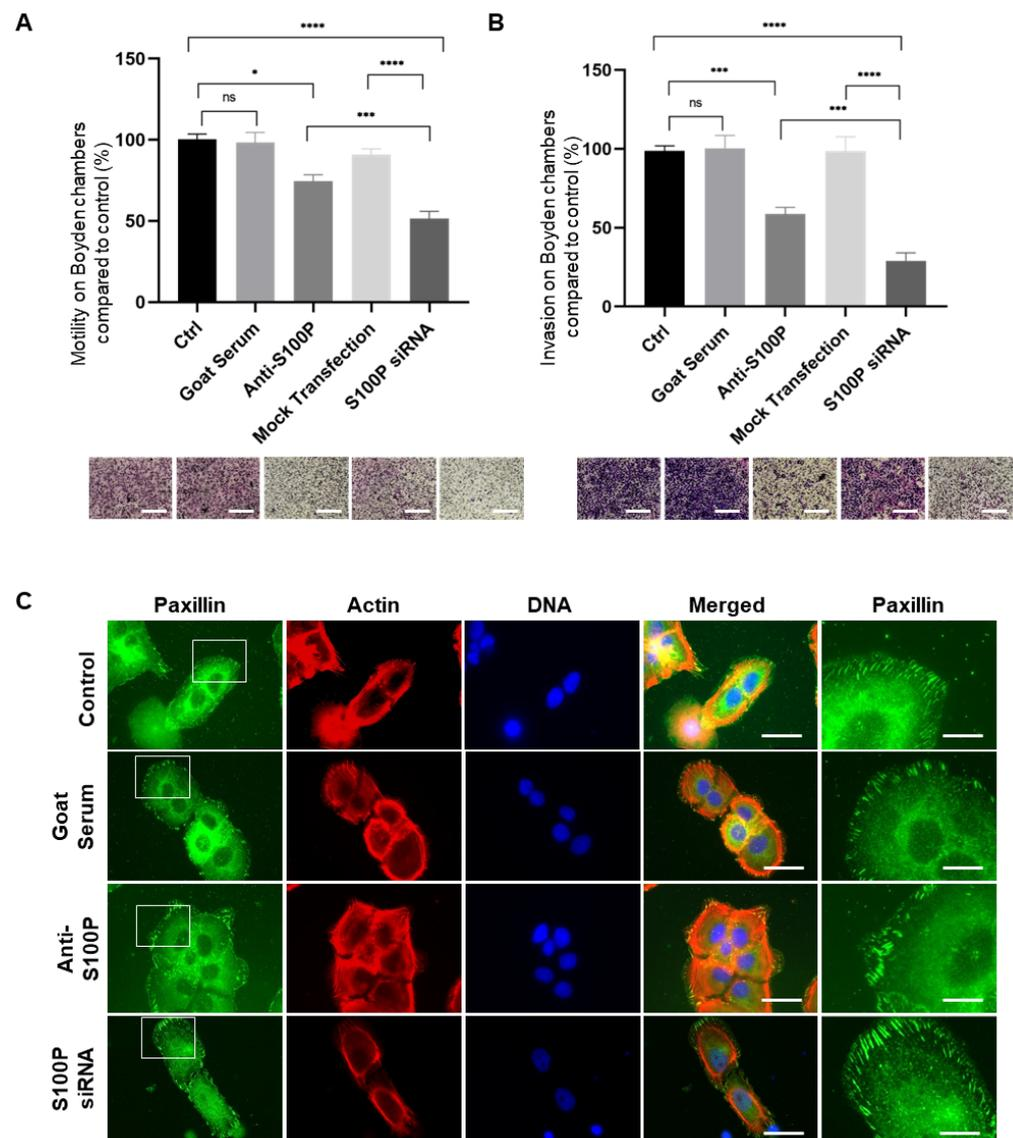 A
****
*
****
ns
***
150
100
50
0
Motility on Boyden chambers
compared to control (%)
Ctrl
Goat Serum
Anti-S100P
Mock Transfection
S100P siRNA
B
****
***
****
ns
***
150
100
50
0
Invasion on Boyden chambers
compared to control (%)
Ctrl
Goat Serum
Anti-S100P
Mock Transfection
S100P siRNA
C
Paxillin Actin DNA Merged Paxillin
Control
Goat
Serum
Anti-
S100P
S100P
siRNA